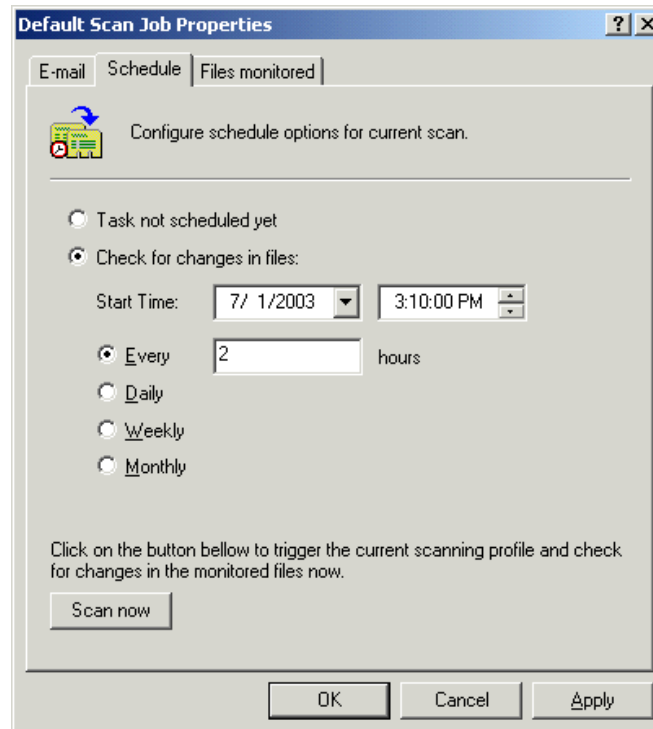 Default Scan Job Properties
E-mail
Schedule
Files monitored
Configure schedule options for current scan.
Task not scheduled yet
Check for changes in files:
Start Time: 7/ 1/2003 3:10:00 PM
Every 2 hours
Daily
Weekly
Monthly
Click on the button bellow to trigger the current scanning profile and check
for changes in the monitored files now.
Scan now
OK Cancel Apply